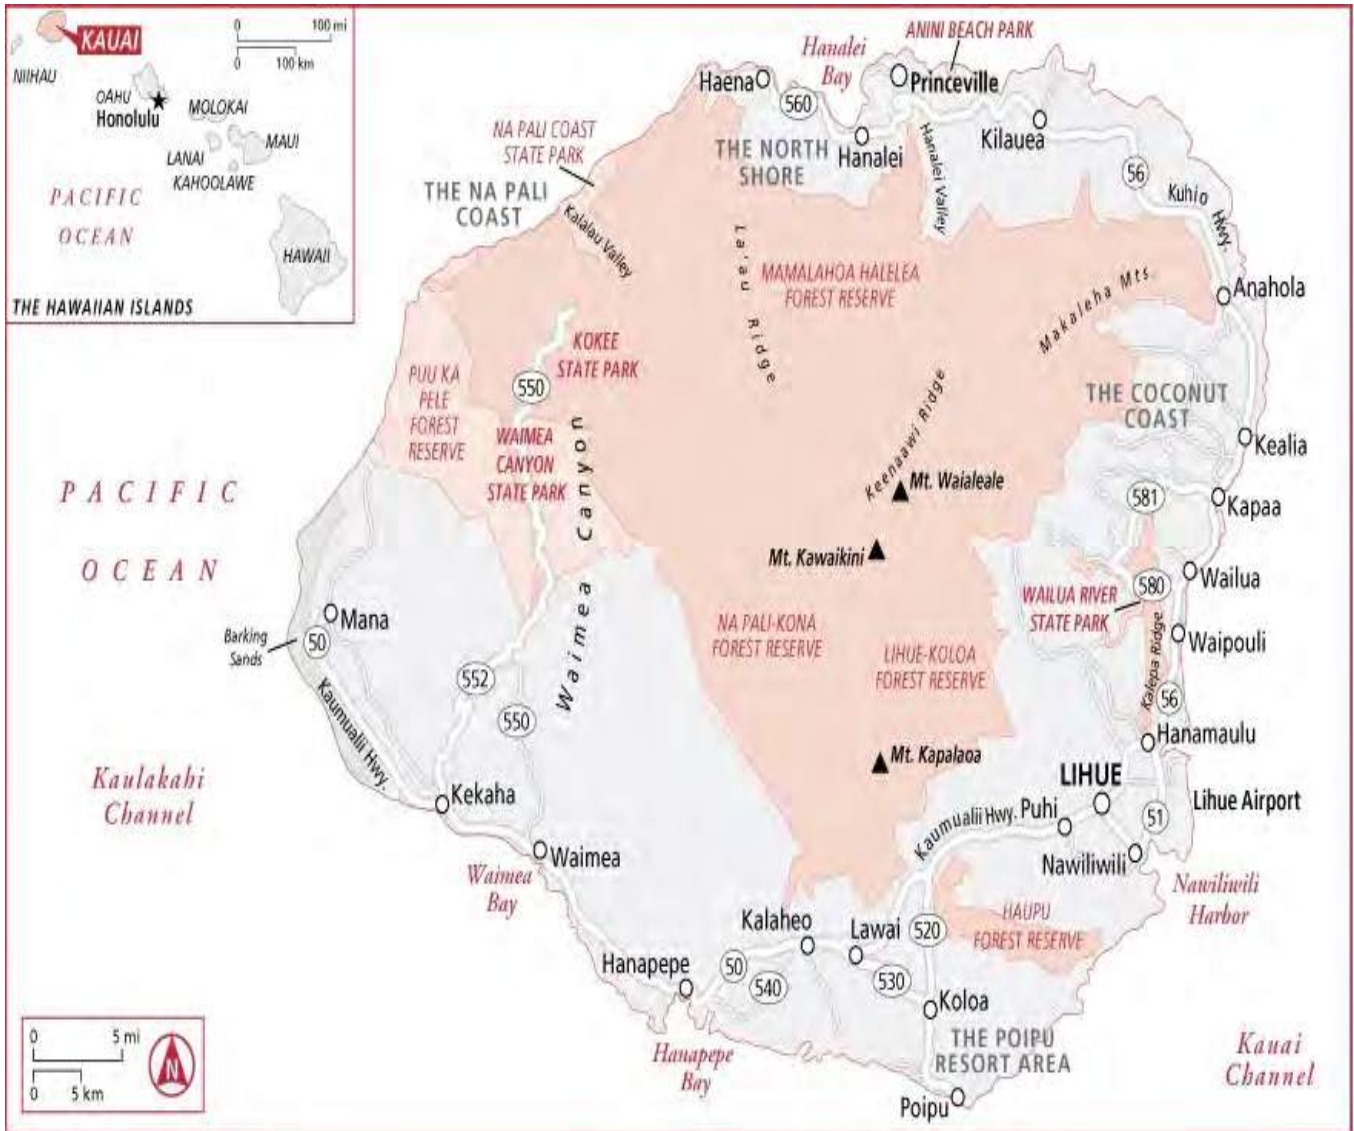 0 100 mi
0 100 km
KAUAI
NIIHAU
OAHU
Honolulu
MOLOKAI
LANAI
MAUI
KAHOOLAWE
PACIFIC
OCEAN
HAWAII
THE HAWAIIAN ISLANDS
ANINI BEACH PARK
Hanalei
Bay
Haena
560
Princeville
Hanalei
Kilauea
THE NORTH
SHORE
Hanalei Valley
56
Kuhio Hwy.
NA PALI COAST
STATE PARK
THE NA PALI
COAST
Kalalau Valley
La'au Ridge
MAMALAHOA HALELEA
FOREST RESERVE
Makaleha Mts.
Anahola
KOKEE
STATE PARK
550
PUU KA
PELE
FOREST
RESERVE
WAIMEA
CANYON
STATE PARK
Waimea Canyon
Keenaawi Ridge
THE COCONUT
COAST
Kealia
Mt. Waialeale
581
Kapaa
Mt. Kawaikini
PACIFIC
OCEAN
580
Wailua
WAILUA RIVER
STATE PARK
Mana
Barking
Sands
50
NA PALI-KONA
FOREST RESERVE
LIHUE-KOLOA
FOREST RESERVE
Waipouli
Kalepa Ridge
56
552
550
Kaumualii Hwy.
Hanamaulu
Mt. Kapalaoa
LIHUE
Kaulakahi
Channel
Kekaha
Kaumualii Hwy.
Puhi
Lihue Airport
51
Waimea
Nawiliwili
Waimea
Bay
Nawiliwili
Harbor
Kalaheo
Lawai
520
HAUPU
FOREST RESERVE
Hanapepe
50
540
530
Koloa
0 5 mi
0 5 km
N
Hanapepe
Bay
THE POIPU
RESORT AREA
Kauai
Channel
Poipu